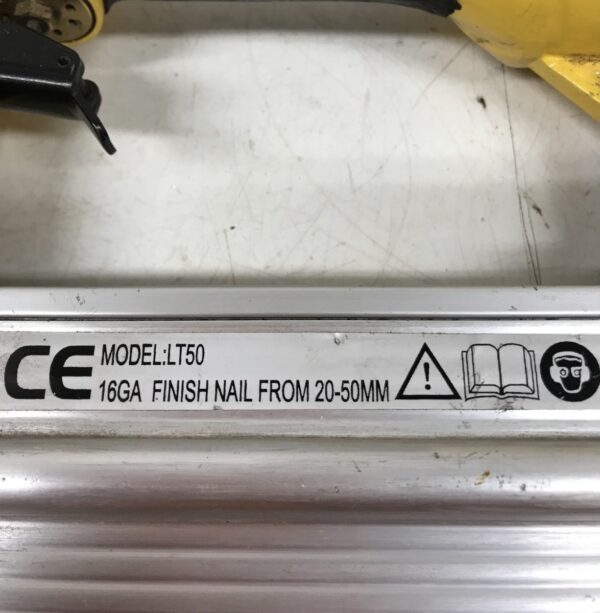 CE
MODEL:LT50
16GA FINISH NAIL FROM 20-50MM